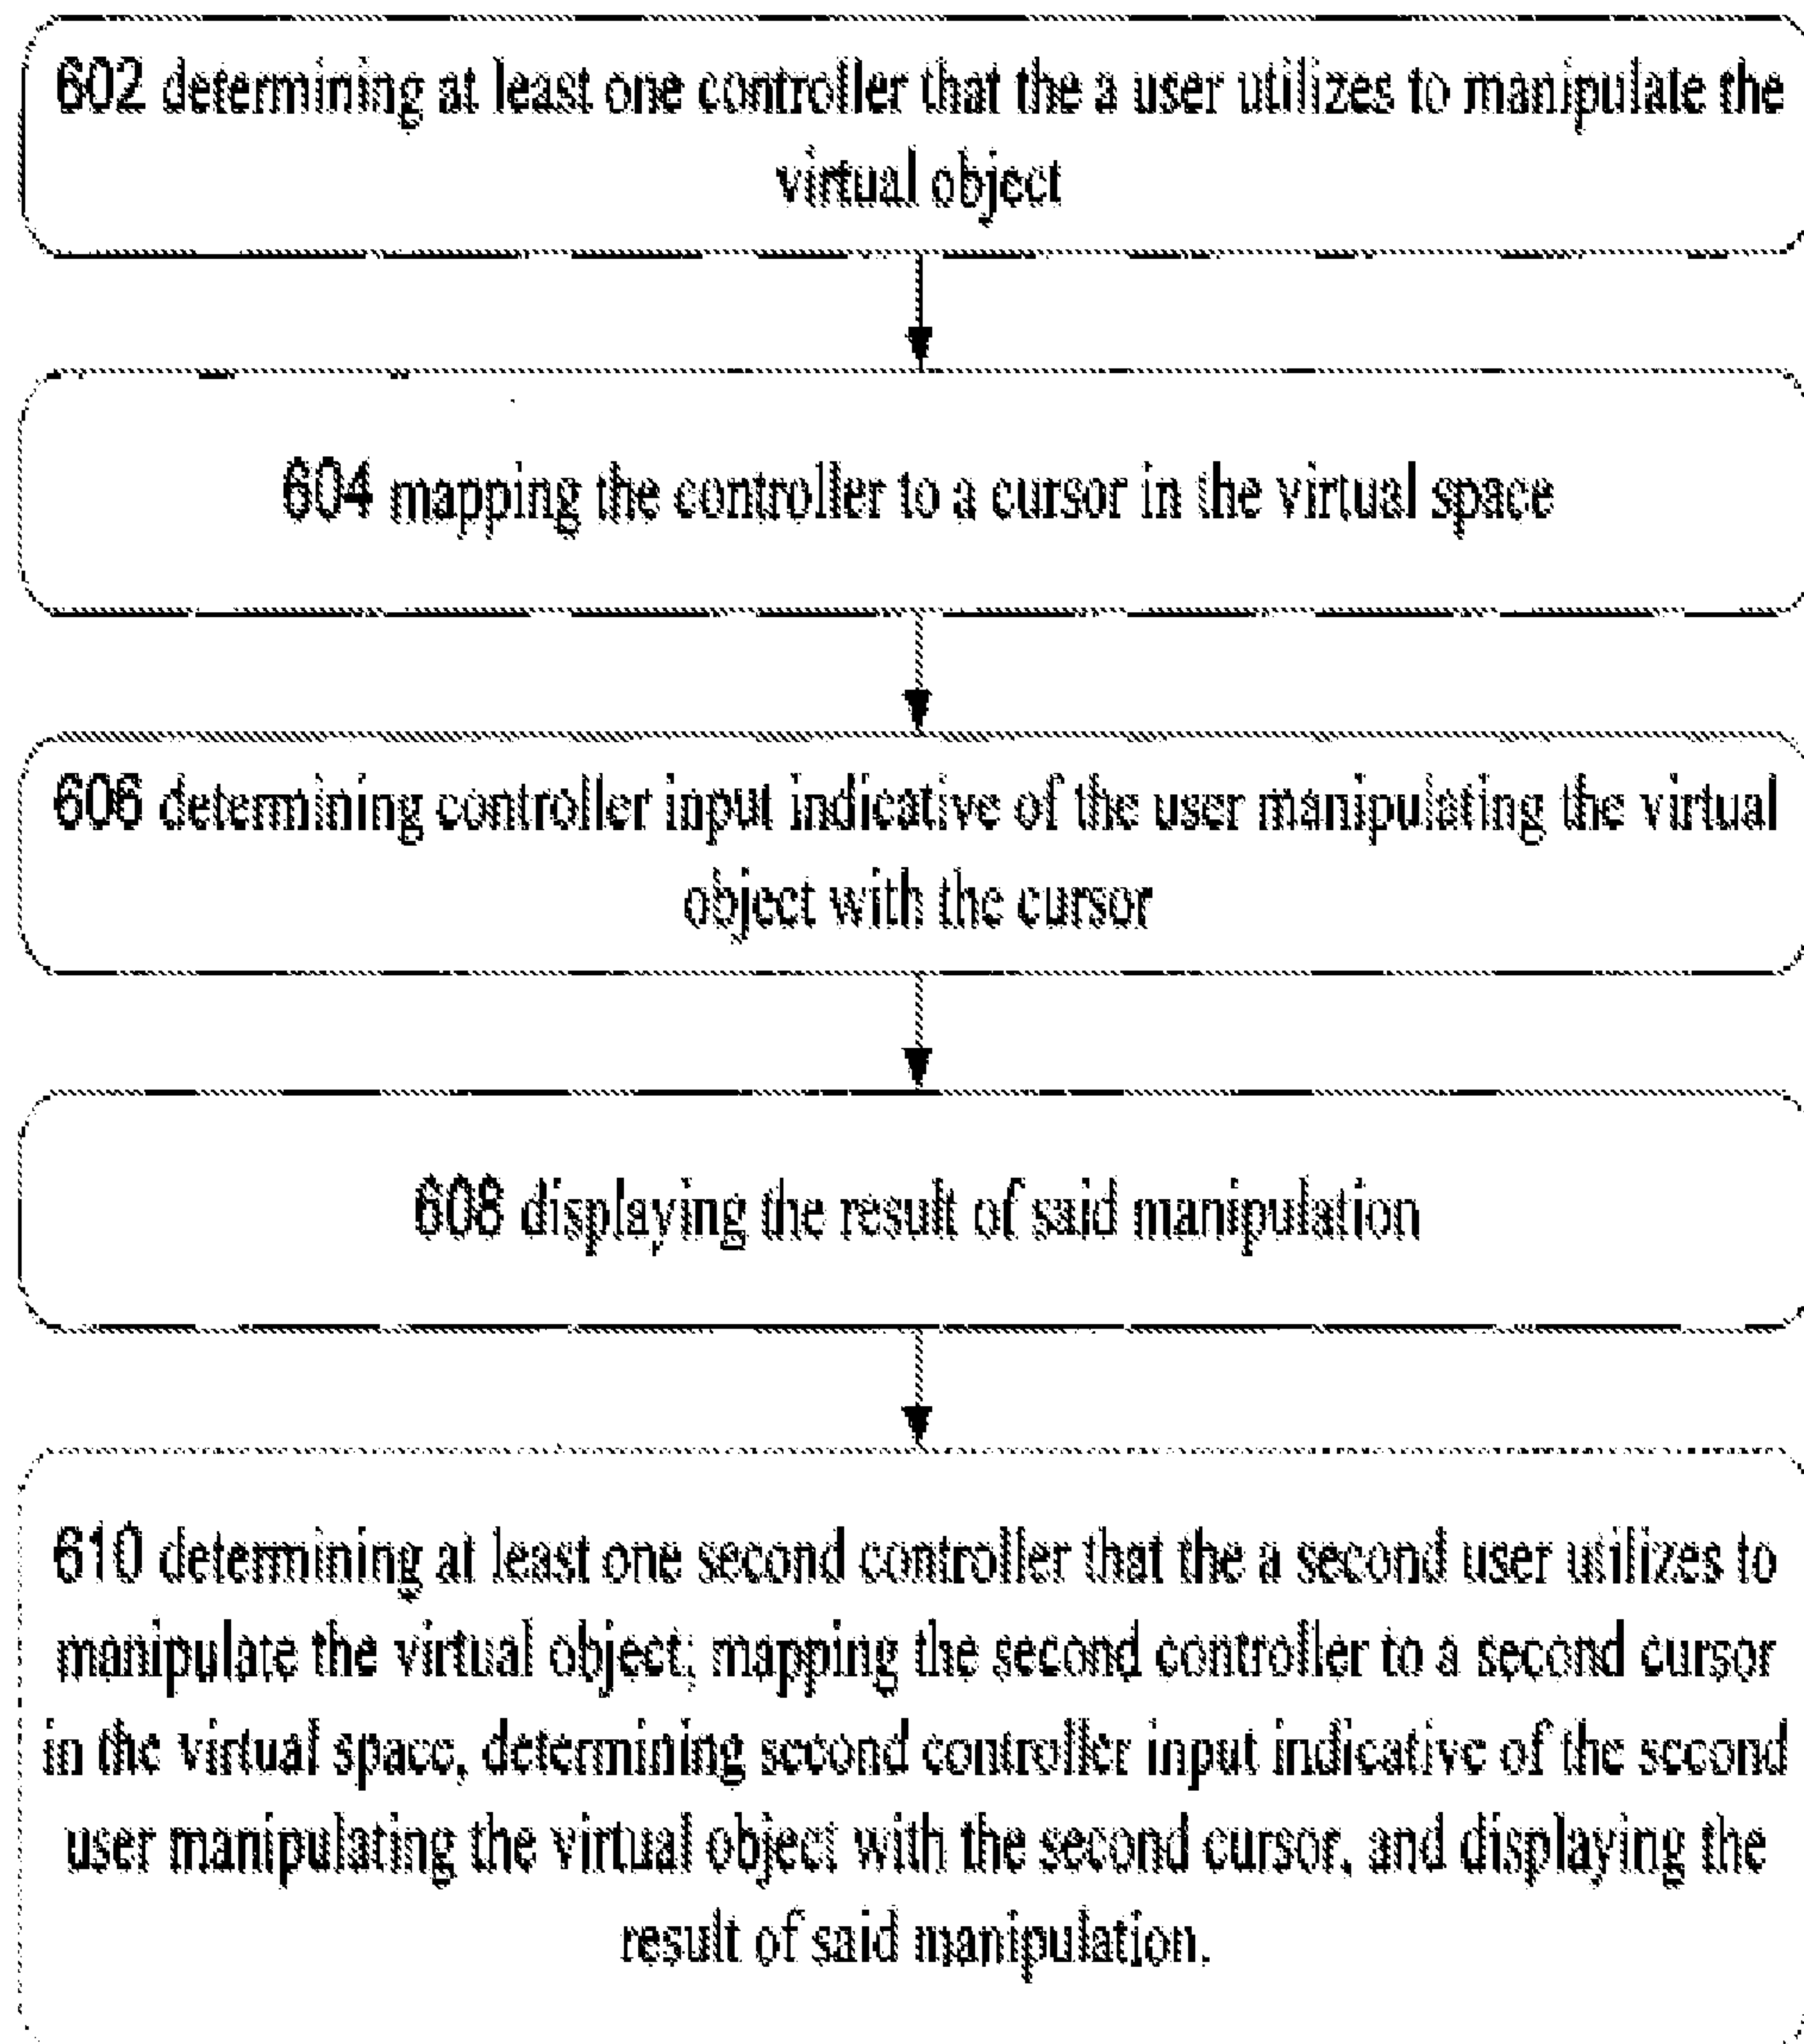 602 determining at least one controller that the a user utilizes to manipulate the
virtual object
604 mapping the controller to a cursor in the virtual space
606 determining controller input indicative of the user manipulating the virtual
object with the cursor
608 displaying the result of said manipulation
610 determining at least one second controller that the a second user utilizes to
manipulate the virtual object; mapping the second controller to a second cursor
in the virtual space, determining second controller input indicative of the second
user manipulating the virtual object with the second cursor, and displaying the
result of said manipulation.